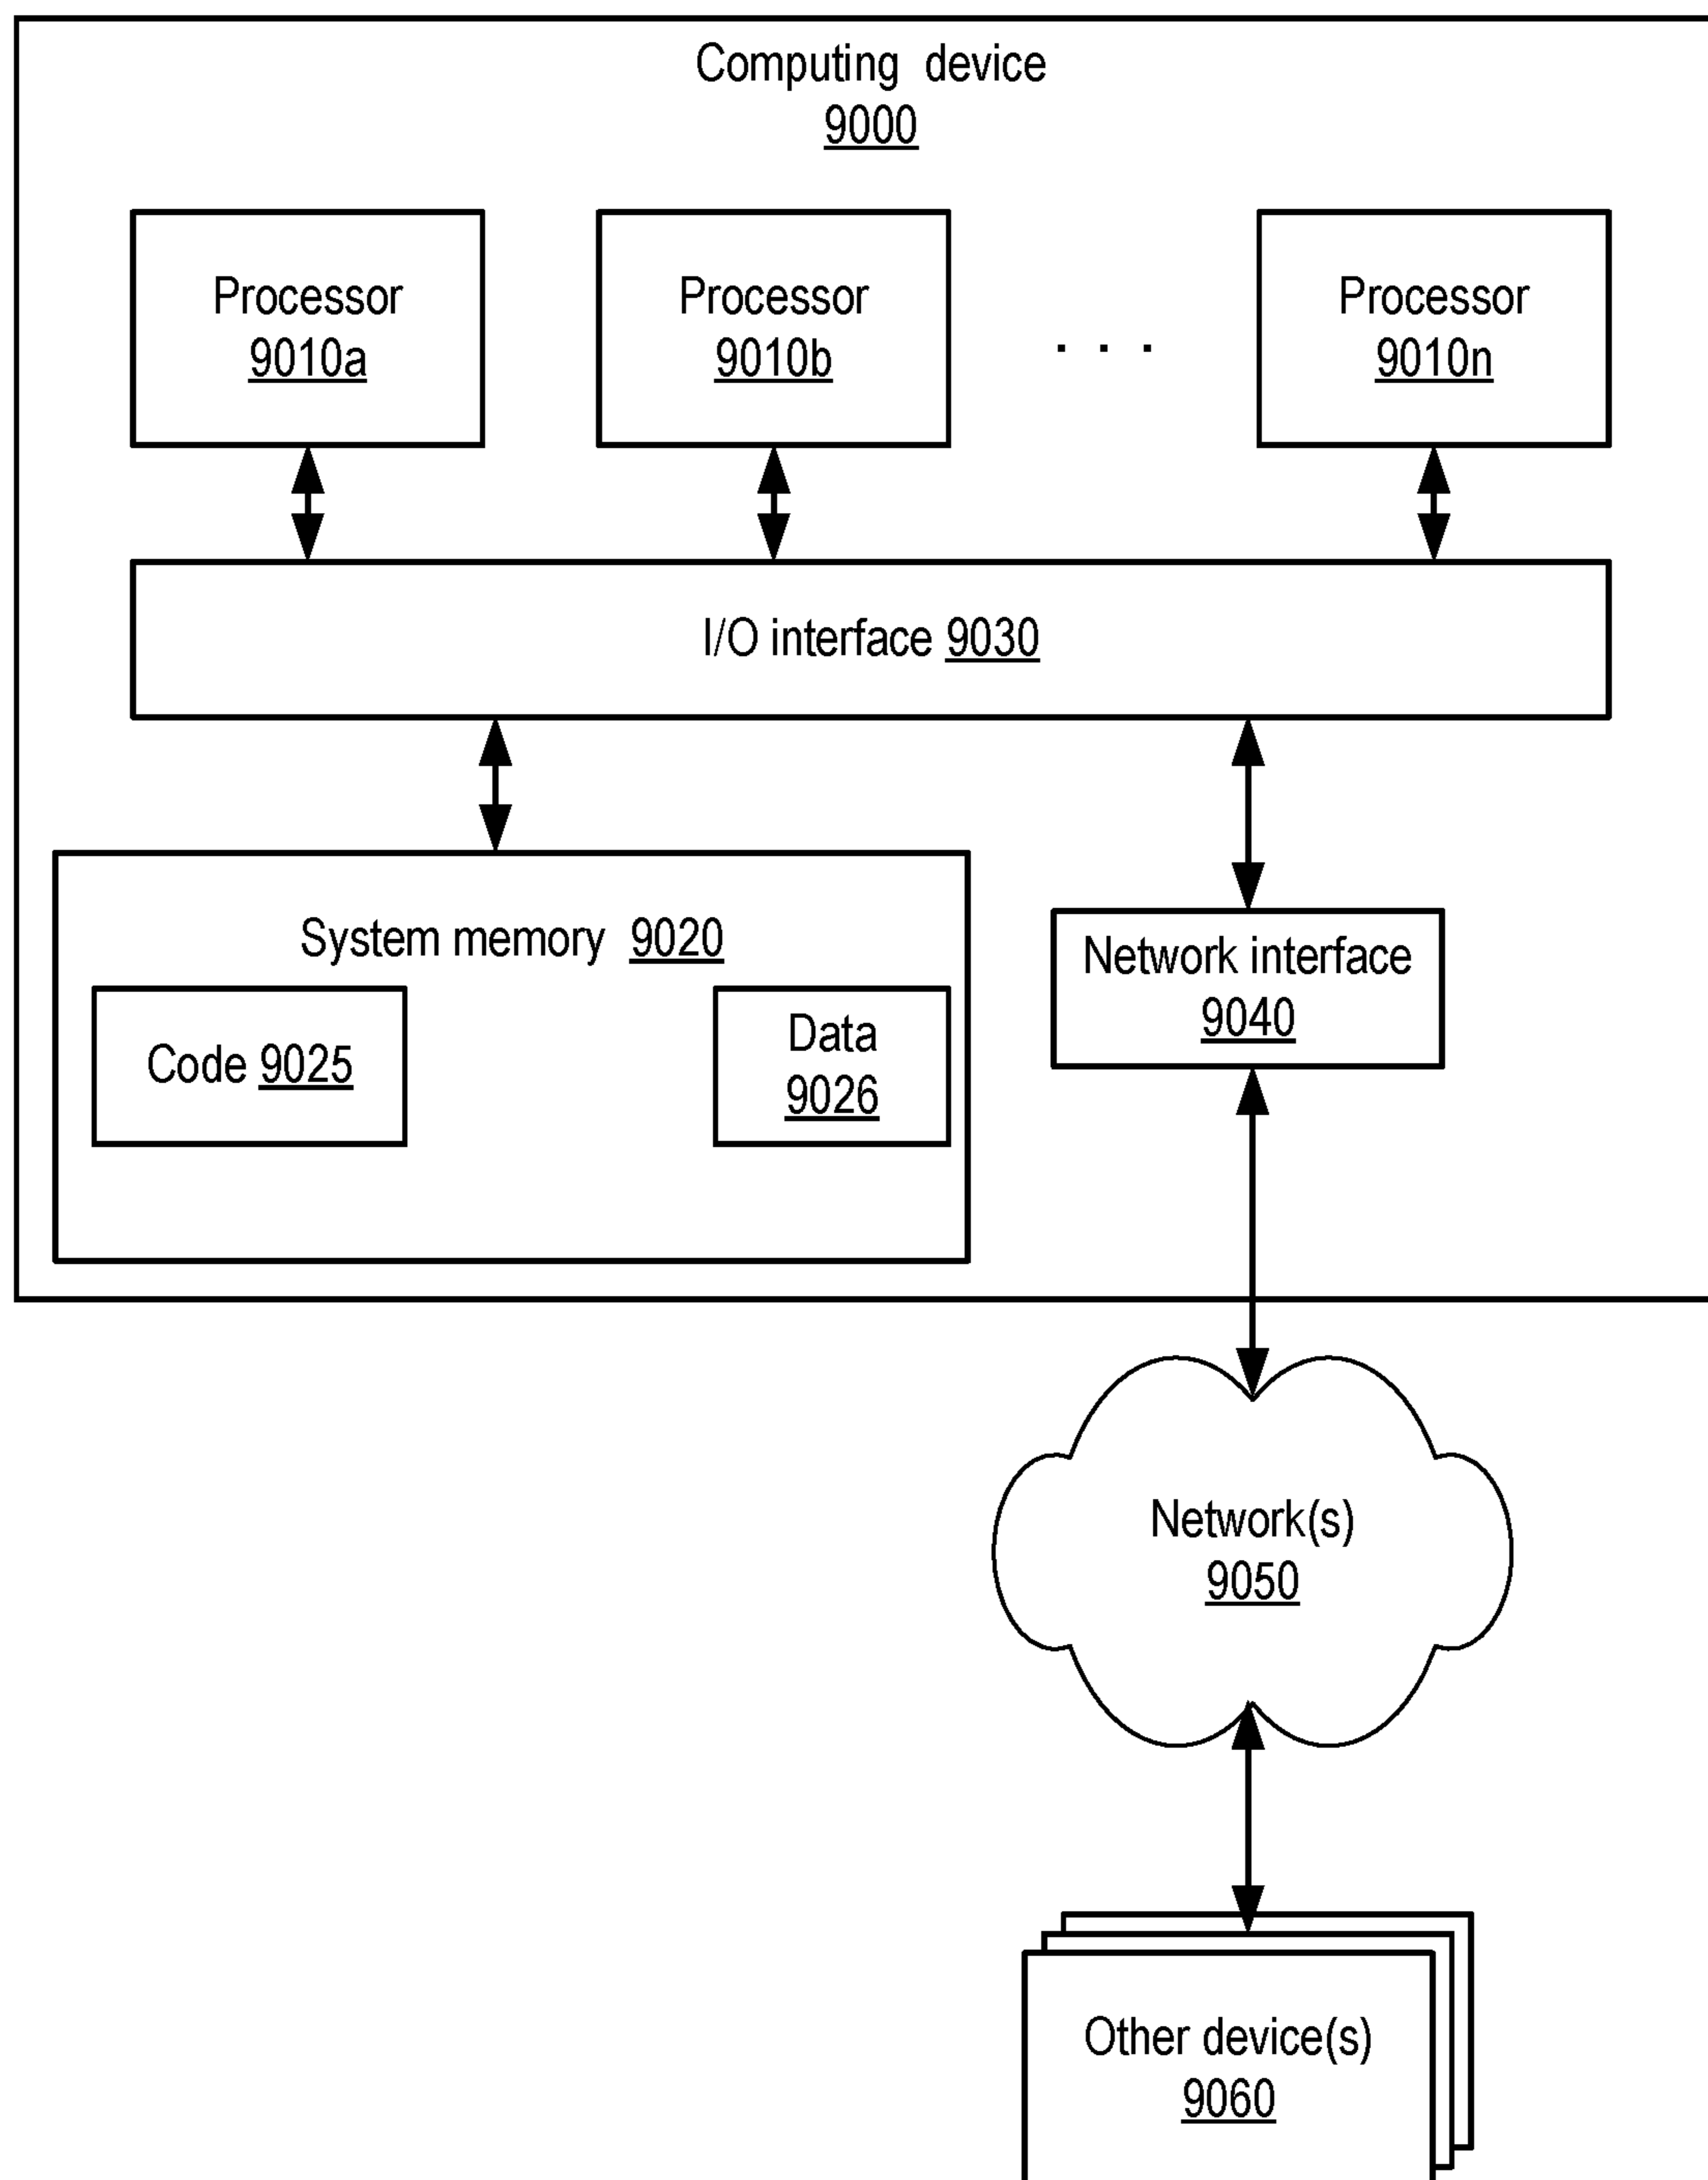 Computing device
9000
Processor
9010a
Processor
9010b
. . .
Processor
9010n
I/O interface 9030
System memory 9020
Code 9025
Data
9026
Network interface
9040
Network(s)
9050
Other device(s)
9060